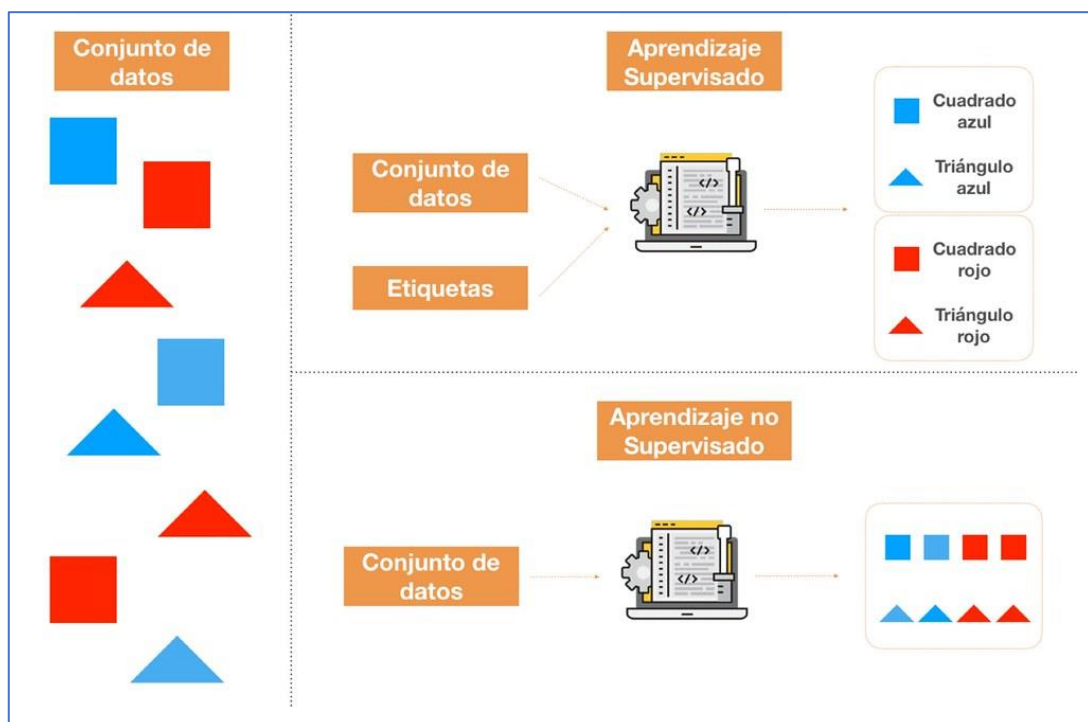 Conjunto de
datos
Aprendizaje
Supervisado
Conjunto de
datos
Etiquetas
</>
</>
Cuadrado
azul
Triángulo
azul
Cuadrado
rojo
Triángulo
rojo
Aprendizaje no
Supervisado
Conjunto de
datos
</>
</>